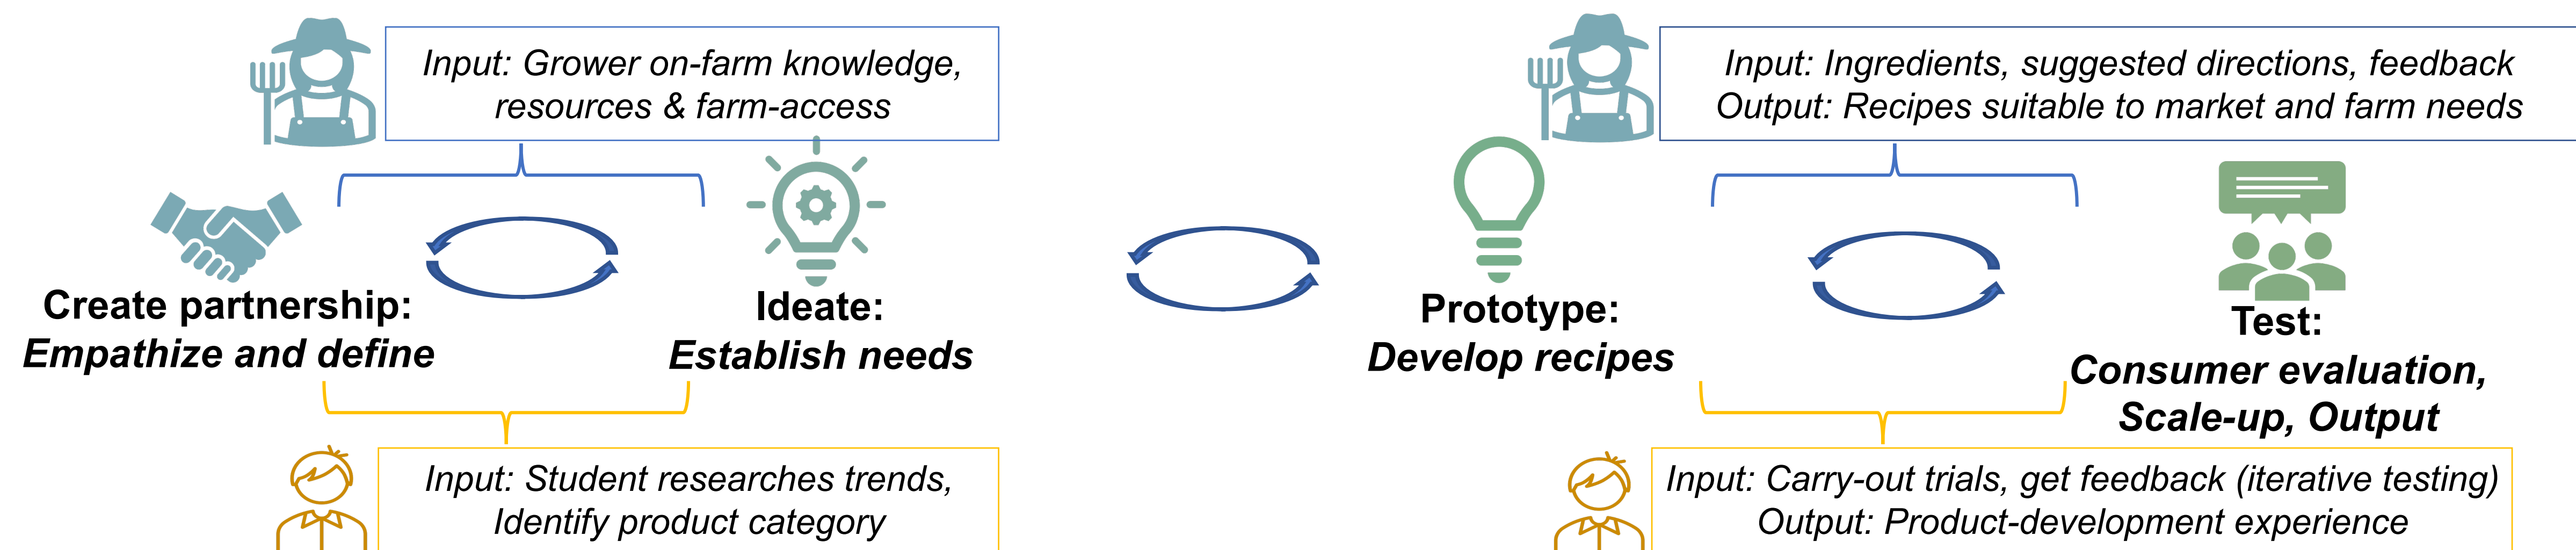 Input: Grower on-farm knowledge,
resources & farm-access
Input: Ingredients, suggested directions, feedback
Output: Recipes suitable to market and farm needs
Create partnership:
Empathize and define
Ideate:
Establish needs
Prototype:
Develop recipes
Test:
Consumer evaluation,
Scale-up, Output
Input: Student researches trends,
Identify product category
Input: Carry-out trials, get feedback (iterative testing)
Output: Product-development experience